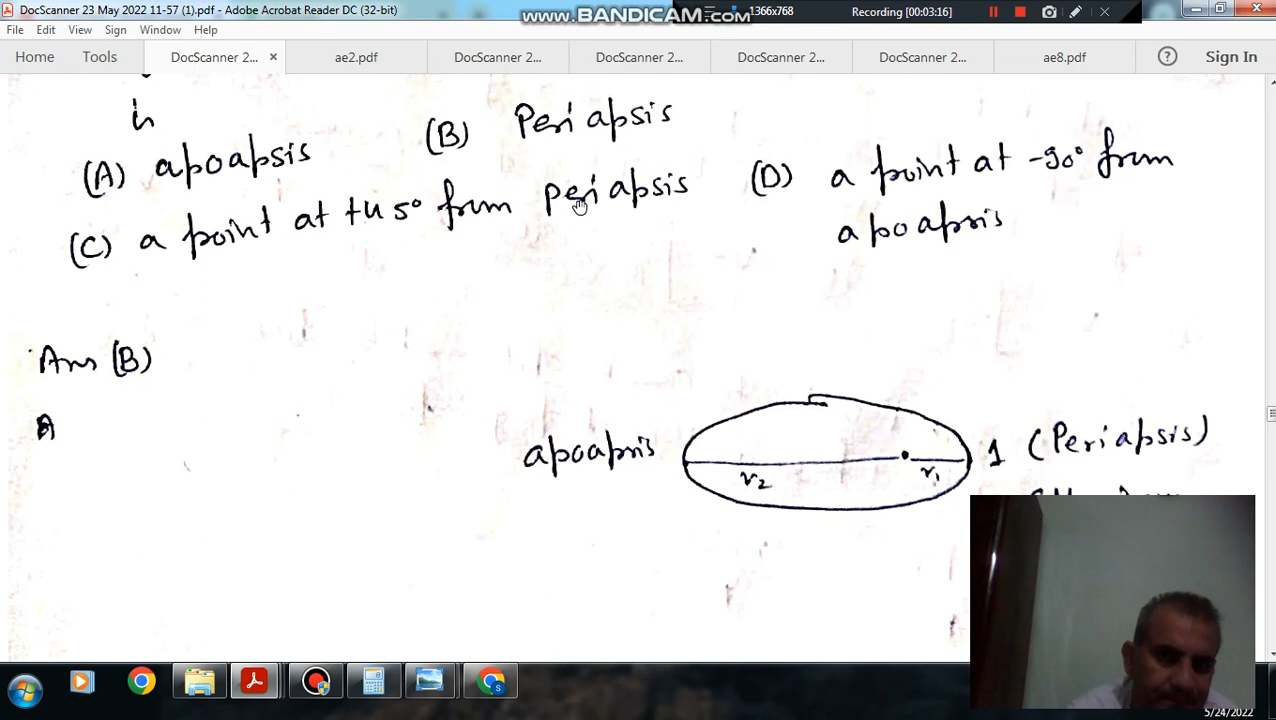 DocScanner 23 May 2022 11-57 (1).pdf - Adobe Acrobat Reader DC (32-bit)
www.BANDICAM.com
1366x768
Recording [00:03:16]
File Edit View Sign Window Help
Home Tools DocScanner 2... × ae2.pdf DocScanner 2... DocScanner 2... DocScanner 2... DocScanner 2... ae8.pdf Sign In
in
(A) apoapsis (B) Periapsis
(C) a point at +45° from periapsis (D) a point at -90° from
apoapsis
Ans (B)
apoapsis r2 r1 1 (Periapsis)
5/24/2022